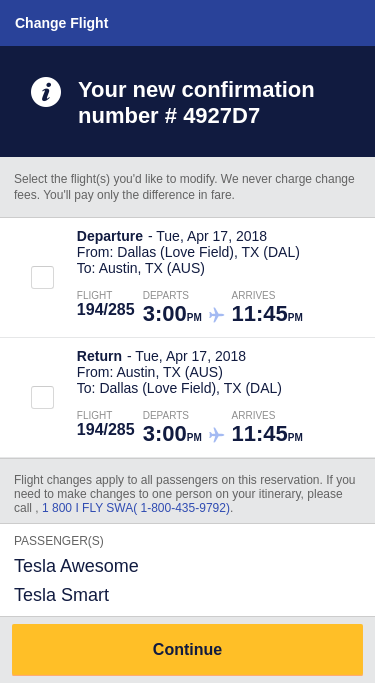 Change Flight
Your new confirmation
number # 4927D7
Select the flight(s) you'd like to modify. We never charge change
fees. You'll pay only the difference in fare.
Departure - Tue, Apr 17, 2018
From: Dallas (Love Field), TX (DAL)
To: Austin, TX (AUS)
FLIGHT DEPARTS ARRIVES
194/285 3:00PM 11:45PM
Return - Tue, Apr 17, 2018
From: Austin, TX (AUS)
To: Dallas (Love Field), TX (DAL)
FLIGHT DEPARTS ARRIVES
194/285 3:00PM 11:45PM
Flight changes apply to all passengers on this reservation. If you
need to make changes to one person on your itinerary, please
call , 1 800 I FLY SWA( 1-800-435-9792).
PASSENGER(S)
Tesla Awesome
Tesla Smart
Continue